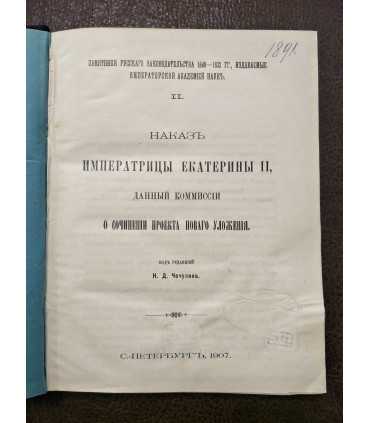 1891.
ПАМЯТНИКИ РУССКАГО ЗАКОНОДАТЕЛЬСТВА 1649—1832 ГГ., ИЗДАВАЕМЫЕ
ИМПЕРАТОРСКОЙ АКАДЕМІЕЙ НАУКЪ.
II.
НАКАЗЪ
ИМПЕРАТРИЦЫ ЕКАТЕРИНЫ II,
ДАННЫЙ КОММИССІИ
О СОЧИНЕНІИ ПРОЕКТА НОВАГО УЛОЖЕНІЯ.
подъ редакціей
Н. Д. Чечулина.
С.-ПЕТЕРБУРГЪ, 1907.